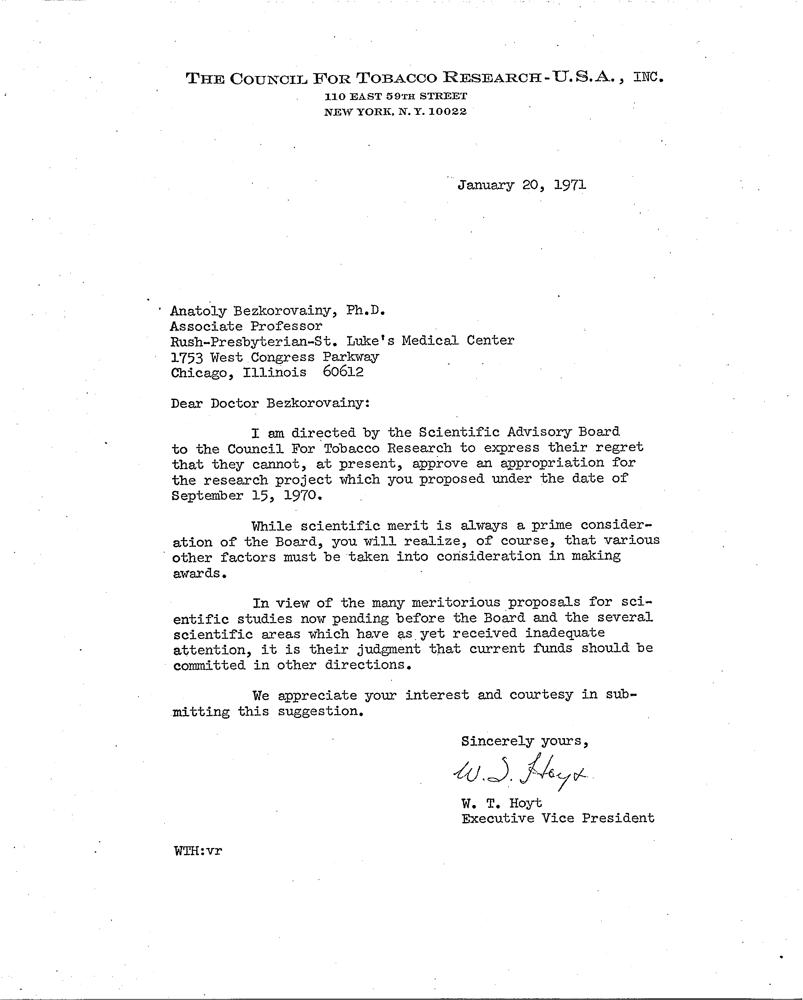 THE COUNCIL FOR TOBACCO RESEARCH-U.S.A., INC.
110 EAST 59TH STREET
NEW YORK, N. Y. 10022
January 20, 1971
Anatoly Bezkorovainy, Ph.D.
Associate Professor
Rush-Presbyterian-St. Luke's Medical Center
1753 West Congress Parkway
Chicago, Illinois 60612
Dear Doctor Bezkorovainy:
I am directed by the Scientific Advisory Board
to the Council For Tobacco Research to express their regret
that they cannot, at present, approve an appropriation for
the research project which you proposed under the date of
September 15, 1970.
While scientific merit is always a prime consider-
ation of the Board, you will realize, of course, that various
other factors must be taken into consideration in making
awards.
In view of the many meritorious proposals for sci-
entific studies now pending before the Board and the several
scientific areas which have as yet received inadequate
attention, it is their judgment that current funds should be
committed in other directions.
We appreciate your interest and courtesy in sub-
mitting this suggestion.
Sincerely yours,
W. T. Hoyt
W. T. Hoyt
Executive Vice President
WTH:vr